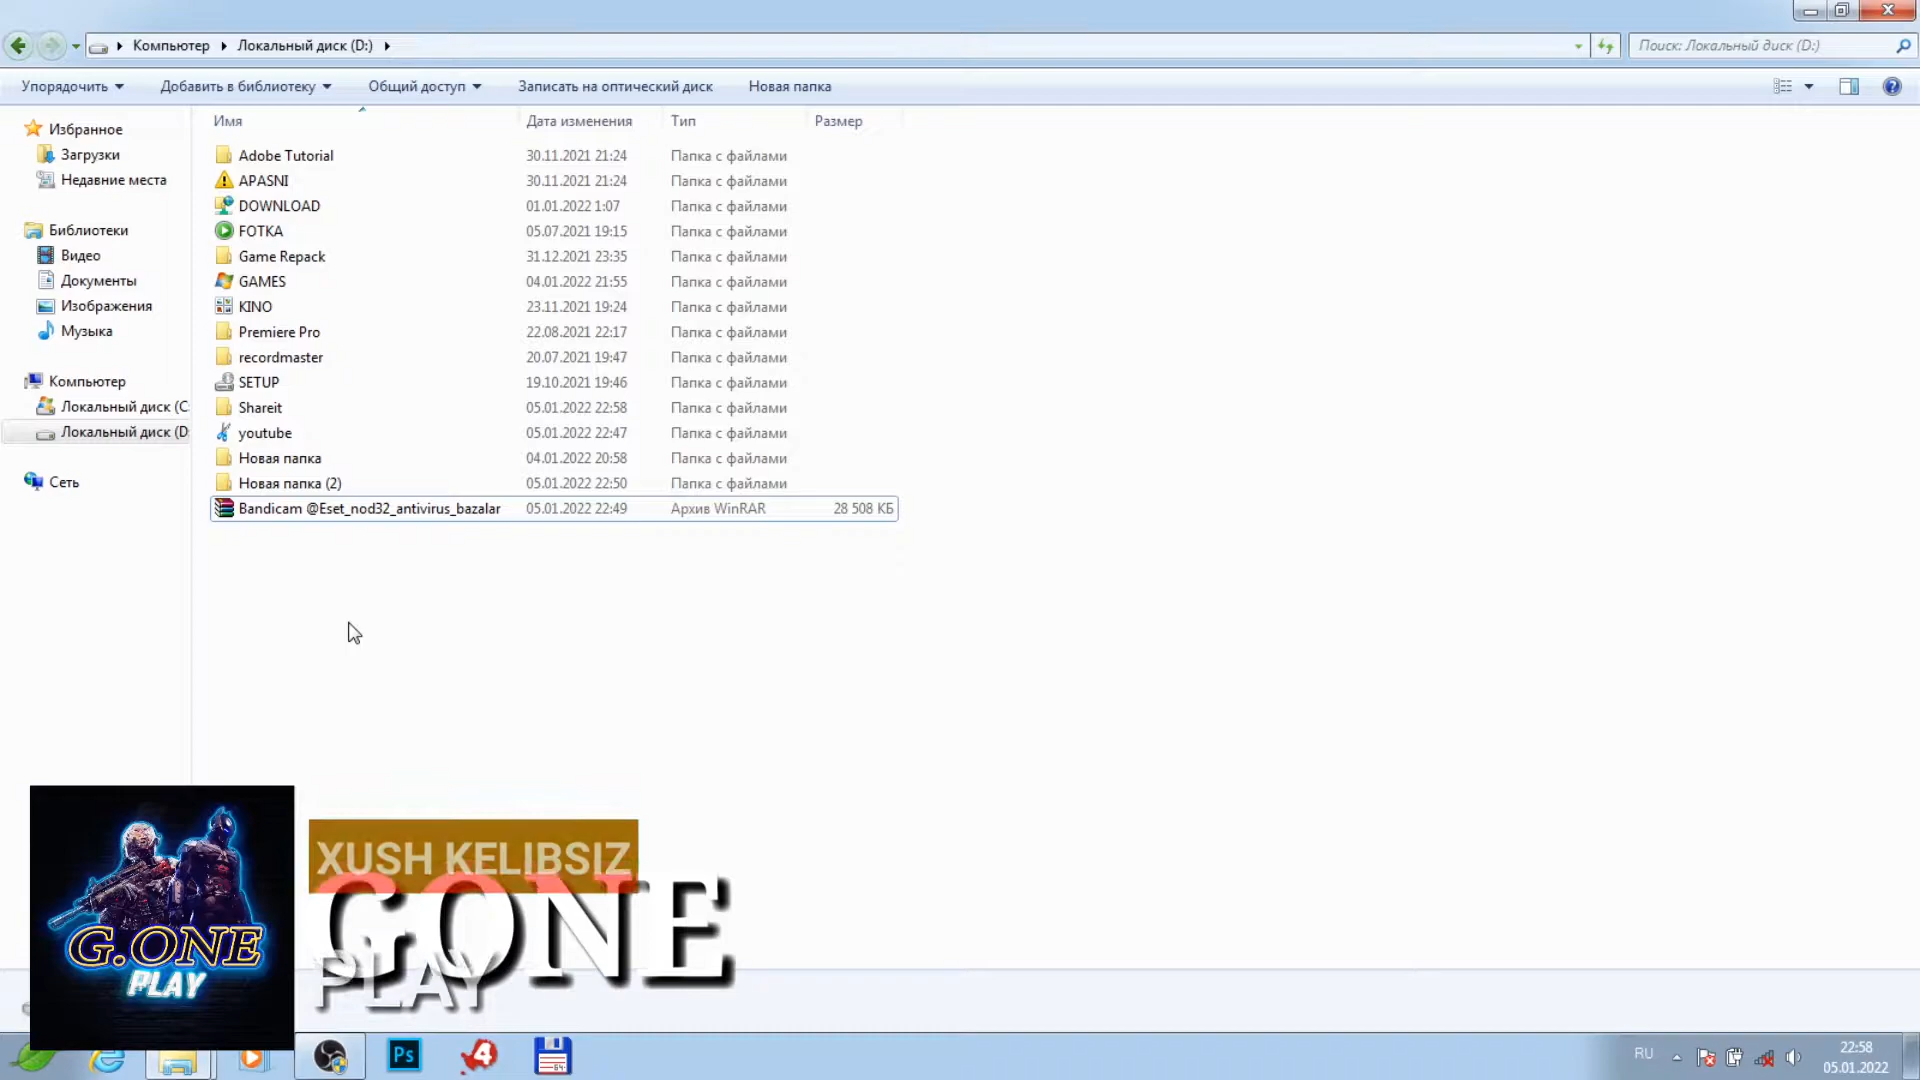 Компьютер
Локальный диск (D:)
Поиск: Локальный диск (D:)
Упорядочить
Добавить в библиотеку
Общий доступ
Записать на оптический диск
Новая папка
Имя
Дата изменения
Тип
Размер
Избранное
Загрузки
Недавние места
Библиотеки
Видео
Документы
Изображения
Музыка
Компьютер
Локальный диск (C:
Локальный диск (D
Сеть
Adobe Tutorial 30.11.2021 21:24 Папка с файлами
APASNI 30.11.2021 21:24 Папка с файлами
DOWNLOAD 01.01.2022 1:07 Папка с файлами
FOTKA 05.07.2021 19:15 Папка с файлами
Game Repack 31.12.2021 23:35 Папка с файлами
GAMES 04.01.2022 21:55 Папка с файлами
KINO 23.11.2021 19:24 Папка с файлами
Premiere Pro 22.08.2021 22:17 Папка с файлами
recordmaster 20.07.2021 19:47 Папка с файлами
SETUP 19.10.2021 19:46 Папка с файлами
Shareit 05.01.2022 22:58 Папка с файлами
youtube 05.01.2022 22:47 Папка с файлами
Новая папка 04.01.2022 20:58 Папка с файлами
Новая папка (2) 05.01.2022 22:50 Папка с файлами
Bandicam @Eset_nod32_antivirus_bazalar 05.01.2022 22:49 Архив WinRAR 28 508 КБ
G.ONE
PLAY
XUSH KELIBSIZ
GONE
PLAY
Ps
4
64
RU
22:58
05.01.2022